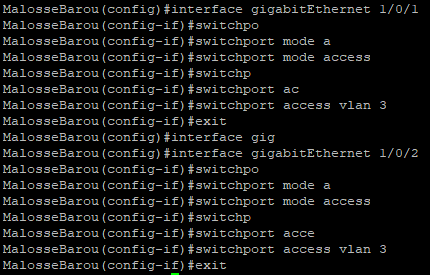 MalosseBarou(config)#interface gigabitEthernet 1/0/1
MalosseBarou(config-if)#switchpo
MalosseBarou(config-if)#switchport mode a
MalosseBarou(config-if)#switchport mode access
MalosseBarou(config-if)#switchp
MalosseBarou(config-if)#switchport ac
MalosseBarou(config-if)#switchport access vlan 3
MalosseBarou(config-if)#exit
MalosseBarou(config)#interface gig
MalosseBarou(config)#interface gigabitEthernet 1/0/2
MalosseBarou(config-if)#switchpo
MalosseBarou(config-if)#switchport mode a
MalosseBarou(config-if)#switchport mode access
MalosseBarou(config-if)#switchp
MalosseBarou(config-if)#switchport acce
MalosseBarou(config-if)#switchport access vlan 3
MalosseBarou(config-if)#exit